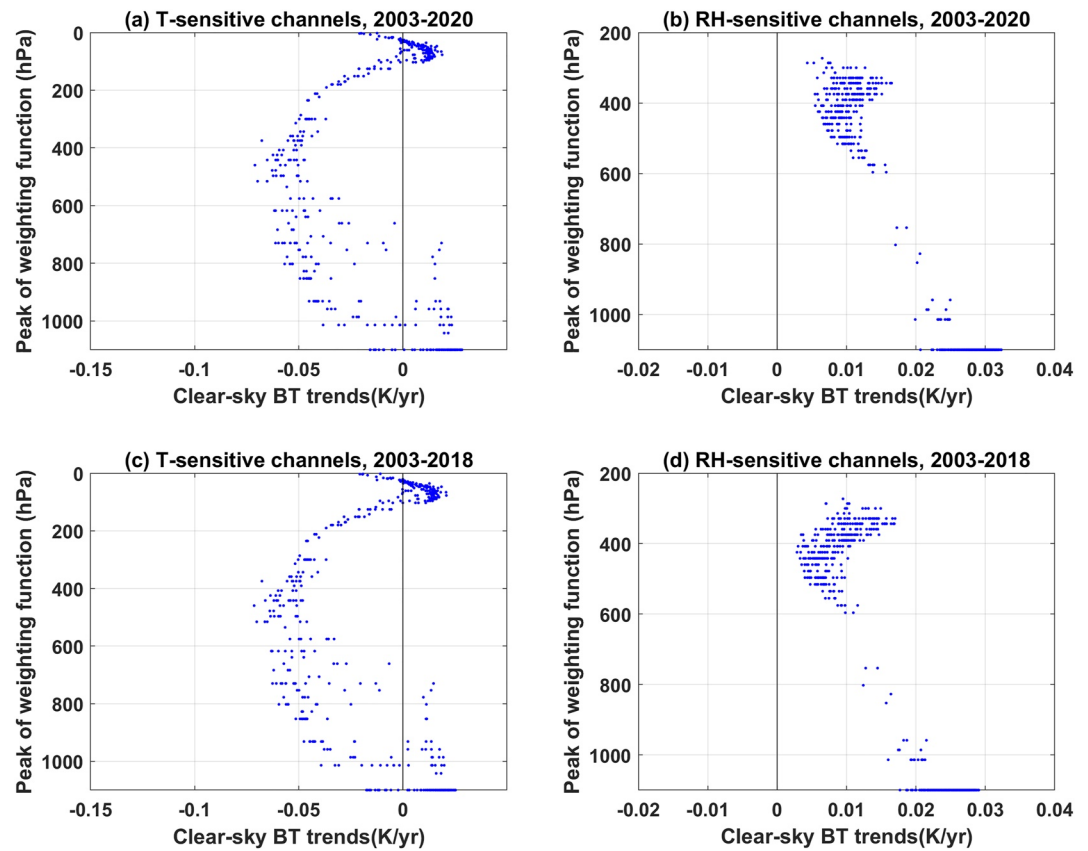 (a) T-sensitive channels, 2003-2020
Peak of weighting function (hPa)
0
200
400
600
800
1000
-0.15 -0.1 -0.05 0
Clear-sky BT trends(K/yr)
(b) RH-sensitive channels, 2003-2020
Peak of weighting function (hPa)
200
400
600
800
1000
-0.02 -0.01 0 0.01 0.02 0.03 0.04
Clear-sky BT trends(K/yr)
(c) T-sensitive channels, 2003-2018
Peak of weighting function (hPa)
0
200
400
600
800
1000
-0.15 -0.1 -0.05 0
Clear-sky BT trends(K/yr)
(d) RH-sensitive channels, 2003-2018
Peak of weighting function (hPa)
200
400
600
800
1000
-0.02 -0.01 0 0.01 0.02 0.03 0.04
Clear-sky BT trends(K/yr)